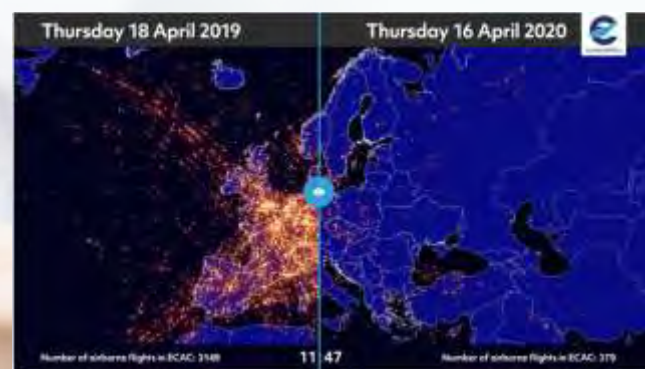 Thursday 18 April 2019
Thursday 16 April 2020
Number of airborne flights in ECAC: 3149
11:47
Number of airborne flights in ECAC: 379